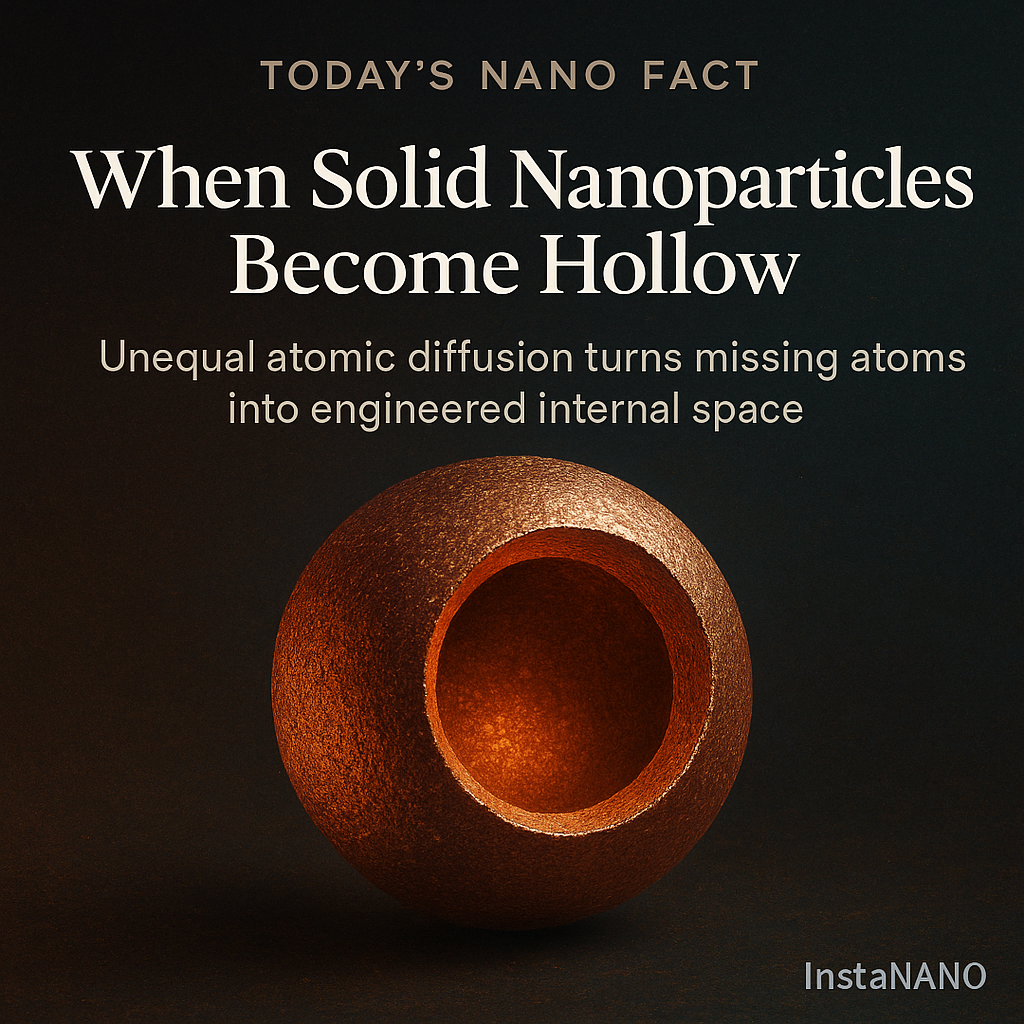 TODAY'S NANO FACT
When Solid Nanoparticles
Become Hollow
Unequal atomic diffusion turns missing atoms
into engineered internal space
InstaNANO